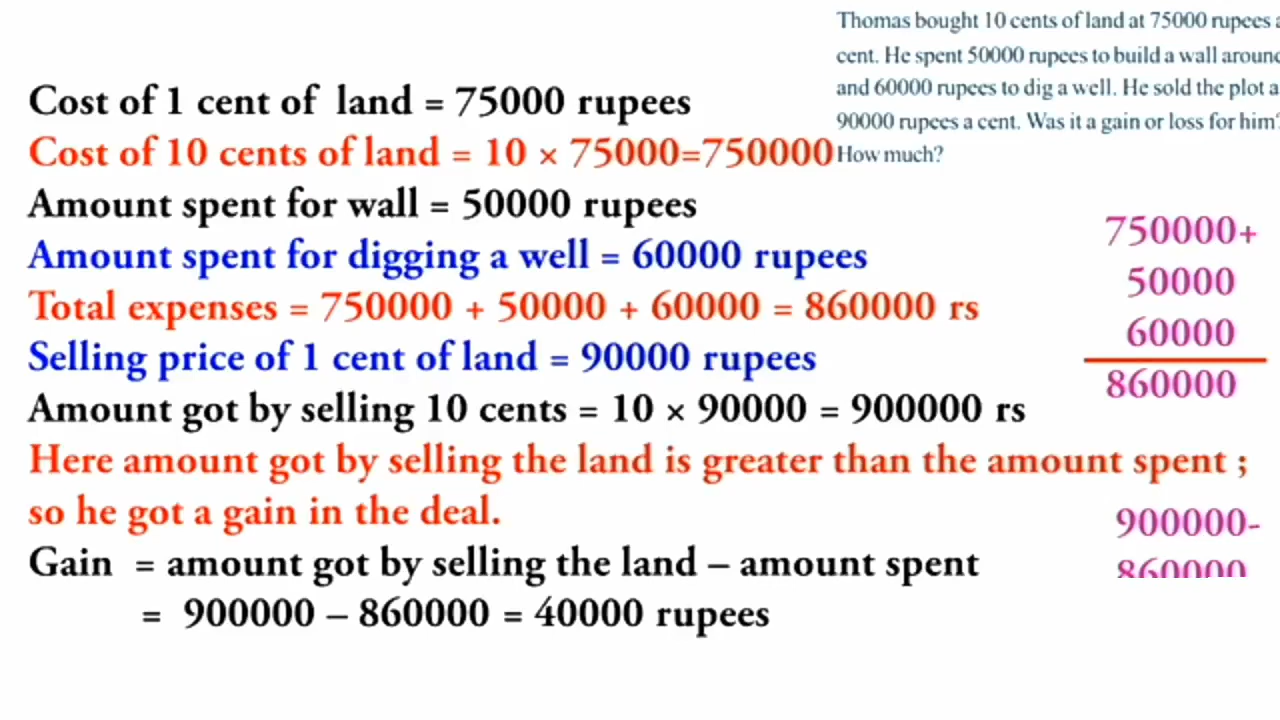 Thomas bought 10 cents of land at 75000 rupees
cent. He spent 50000 rupees to build a wall
and 60000 rupees to dig a well. He sold the plot
90000 rupees a cent. Was it a gain or loss for him?
How much?
Cost of 1 cent of land = 75000 rupees
Cost of 10 cents of land = 10 × 75000=750000
Amount spent for wall = 50000 rupees
Amount spent for digging a well = 60000 rupees
Total expenses = 750000 + 50000 + 60000 = 860000 rs
Selling price of 1 cent of land = 90000 rupees
Amount got by selling 10 cents = 10 × 90000 = 900000 rs
Here amount got by selling the land is greater than the amount spent ;
so he got a gain in the deal.
Gain = amount got by selling the land – amount spent
= 900000 – 860000 = 40000 rupees
750000+
50000
60000
860000
900000-
860000